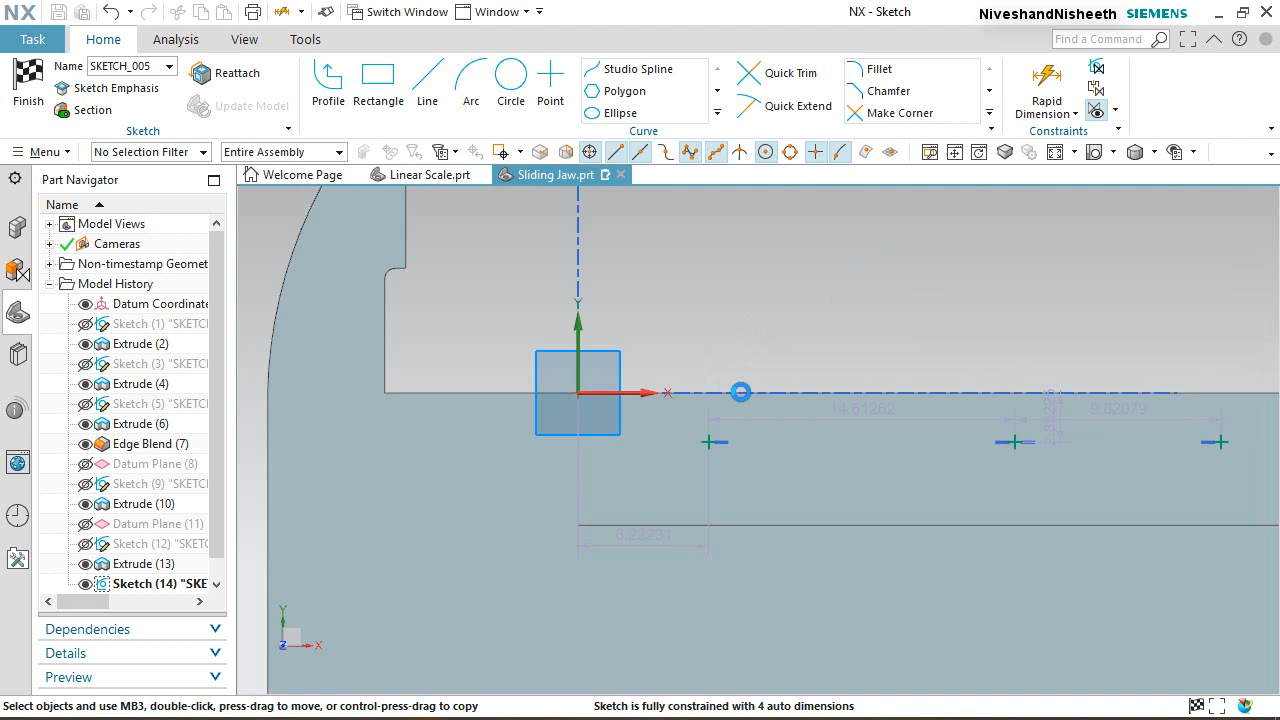 NX
Switch Window
Window
NX - Sketch
NiveshandNisheeth
SIEMENS
Task
Home
Analysis
View
Tools
Find a Command
Name
SKETCH_005
Reattach
Sketch Emphasis
Finish
Section
Update Model
Sketch
Profile
Rectangle
Line
Arc
Circle
Point
Studio Spline
Polygon
Ellipse
Quick Trim
Quick Extend
Curve
Fillet
Chamfer
Make Corner
Rapid
Dimension
Constraints
Menu
No Selection Filter
Entire Assembly
Part Navigator
Welcome Page
Linear Scale.prt
Sliding Jaw.prt
Name
Model Views
Cameras
Non-timestamp Geomet
Model History
Datum Coordinate
Sketch (1) "SKETC
Extrude (2)
Sketch (3) "SKETC
Extrude (4)
Sketch (5) "SKETC
Extrude (6)
Edge Blend (7)
Datum Plane (8)
Sketch (9) "SKETC
Extrude (10)
Datum Plane (11)
Sketch (12) "SKETC
Extrude (13)
Sketch (14) "SKE
Dependencies
Details
Preview
Y
X
14.61262
9.82079
8.23231
Y
Z
X
Select objects and use MB3, double-click, press-drag to move, or control-press-drag to copy
Sketch is fully constrained with 4 auto dimensions